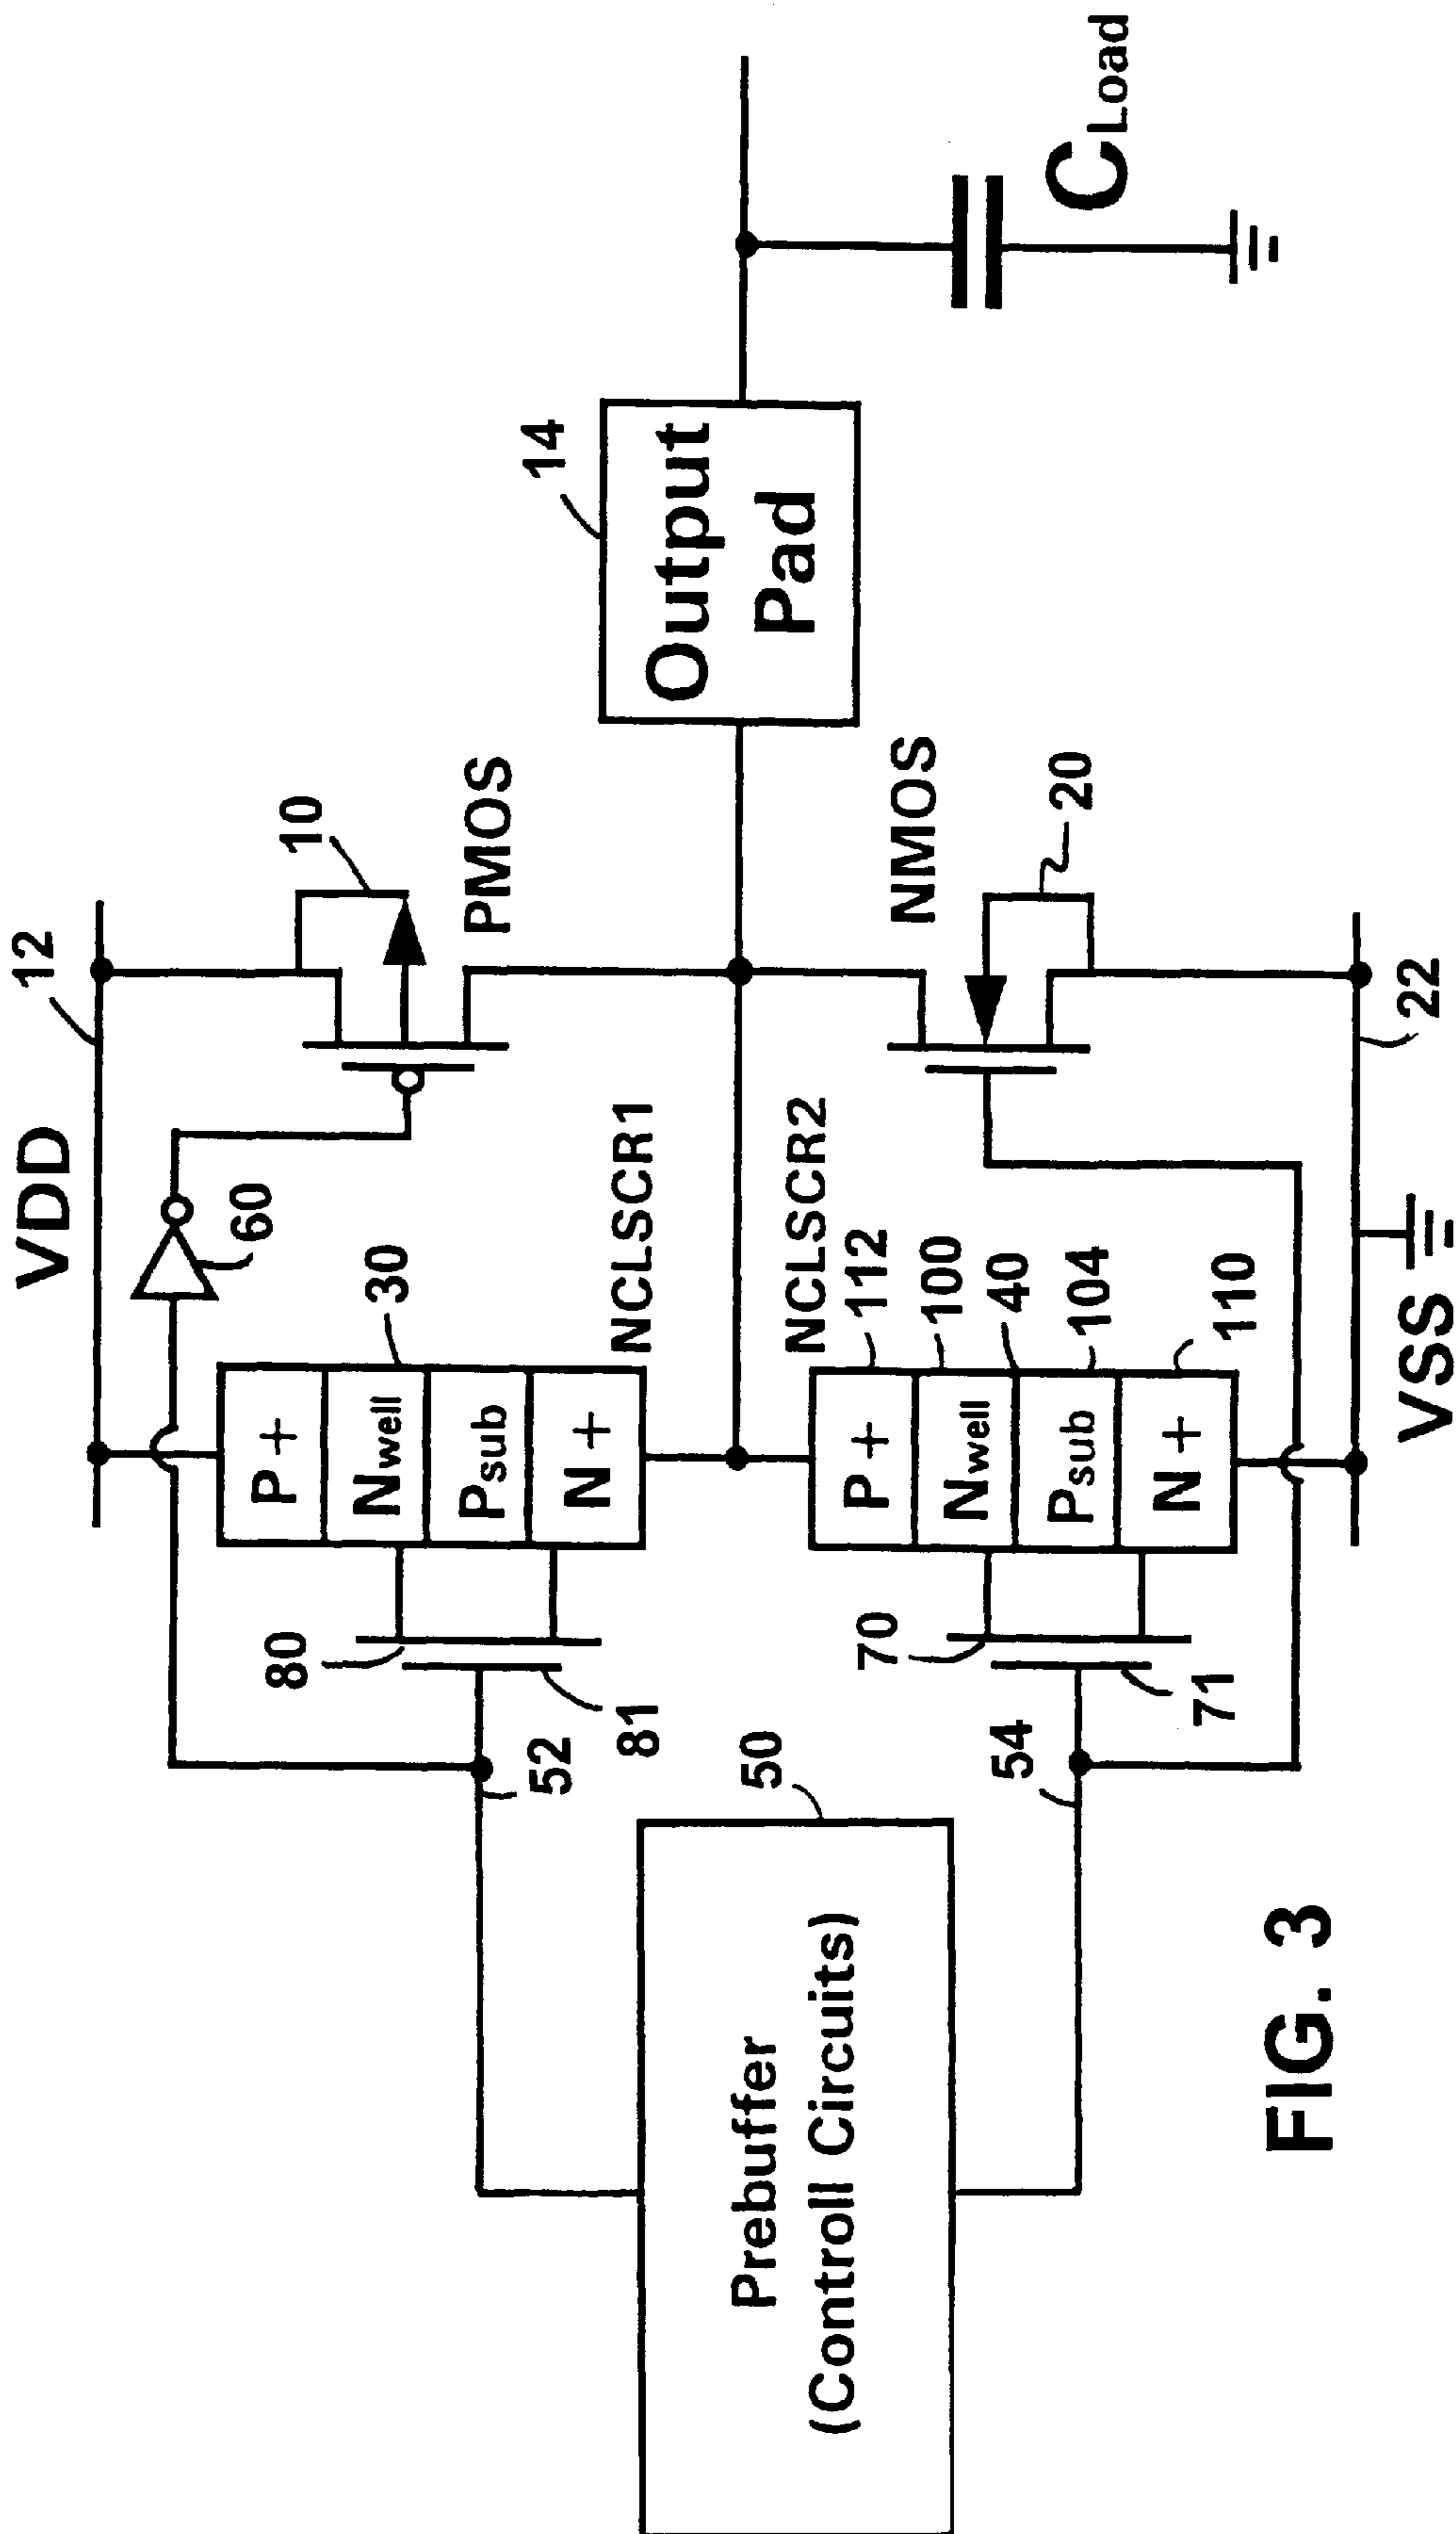 VDD
12
60
10
PMOS
30
P+
Nwell
Psub
N+
NCLSCR1
80
81
52
14
Output
Pad
50
Prebuffer
(Controll Circuits)
NCLSCR2
112
100
40
104
110
P+
Nwell
Psub
N+
70
71
54
NMOS
20
22
VSS
CLoad
FIG. 3